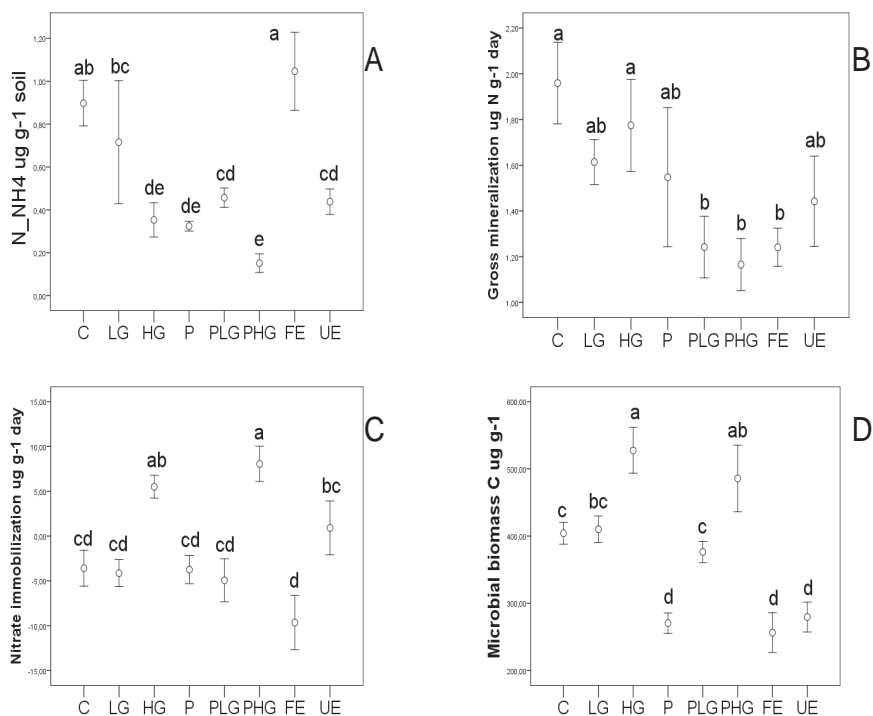 A
N_NH4 ug g-1 soil
1,20
1,00
0,80
0,60
0,40
0,20
0,00
ab bc de de cd e a cd
C LG HG P PLG PHG FE UE
B
Gross mineralization ug N g-1 day
2,20
2,00
1,80
1,60
1,40
1,20
1,00
a ab a ab b b b ab
C LG HG P PLG PHG FE UE
C
Nitrate immobilization ug g-1 day
15,00
10,00
5,00
0,00
-5,00
-10,00
-15,00
cd cd ab cd cd a d bc
C LG HG P PLG PHG FE UE
D
Microbial biomass C ug g-1
600,00
500,00
400,00
300,00
200,00
c bc a d c ab d d
C LG HG P PLG PHG FE UE